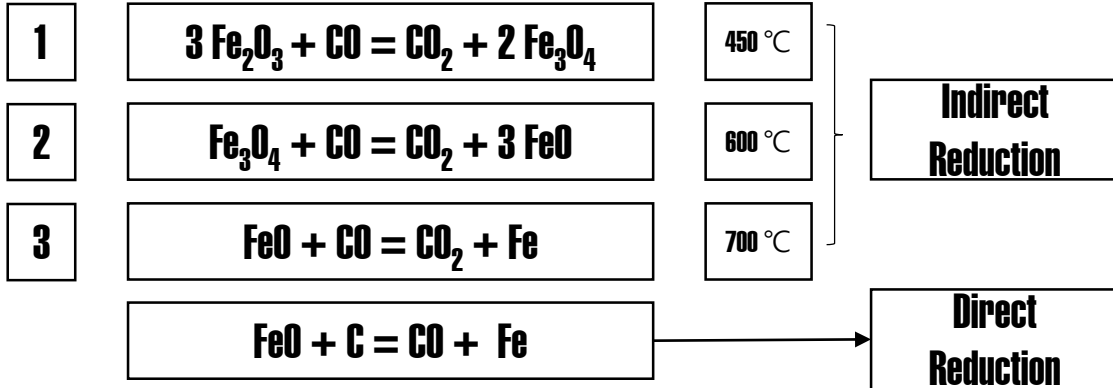 1 3 Fe₂O₃ + CO = CO₂ + 2 Fe₃O₄ 450 °C
Indirect
2 Fe₃O₄ + CO = CO₂ + 3 FeO 600 °C
Reduction
3 FeO + CO = CO₂ + Fe 700 °C
Direct
FeO + C = CO + Fe
Reduction